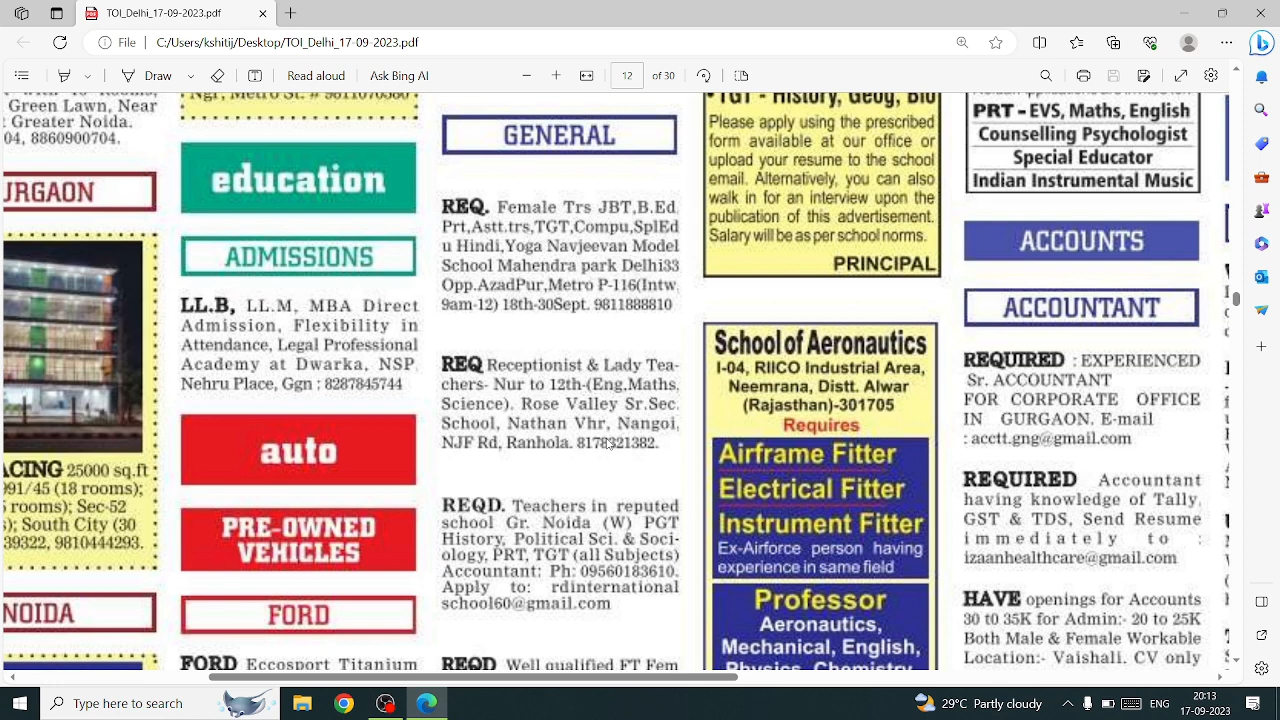 TOI_Delhi_17-09-2023.pdf
File
C:/Users/kshitij/Desktop/TOI_Delhi_17-09-2023.pdf
Draw
Read aloud
Ask Bing AI
12 of 30
Green Lawn, Near
Greater Noida.
04, 8860900704.
URGAON
ACING 25000 sq.ft
991/45 (18 rooms);
rooms); Sec-52
); South City (30
39322, 9810444293.
NOIDA
education
ADMISSIONS
LL.B, LL.M, MBA Direct
Admission, Flexibility in
Attendance, Legal Professional
Academy at Dwarka, NSP,
Nehru Place, Ggn : 8287845744
auto
PRE-OWNED
VEHICLES
FORD
FORD Eccosport Titanium
GENERAL
REQ. Female Trs JBT,B.Ed,
Prt,Astt.trs,TGT,Compu,SplEd
u Hindi,Yoga Navjeevan Model
School Mahendra park Delhi33
Opp.AzadPur,Metro P-116(Intw.
9am-12) 18th-30Sept. 9811888810
REQ Receptionist & Lady Tea-
chers- Nur to 12th-(Eng,Maths,
Science). Rose Valley Sr.Sec.
School, Nathan Vhr, Nangoi,
NJF Rd, Ranhola. 8178321382.
REQD. Teachers in reputed
school Gr. Noida (W) PGT
History, Political Sci. & Soci-
ology, PRT, TGT (all Subjects)
Accountant: Ph: 09560183610.
Apply to: rdinternational
school60@gmail.com
REQD Well qualified FT Fem
TGT - History, Geog, Bio
Please apply using the prescribed
form available at our office or
upload your resume to the school
email. Alternatively, you can also
walk in for an interview upon the
publication of this advertisement.
Salary will be as per school norms.
PRINCIPAL
School of Aeronautics
I-04, RIICO Industrial Area,
Neemrana, Distt. Alwar
(Rajasthan)-301705
Requires
Airframe Fitter
Electrical Fitter
Instrument Fitter
Ex-Airforce person having
experience in same field
Professor
Aeronautics,
Mechanical, English,
Physics, Chemistry,
PRT - EVS, Maths, English
Counselling Psychologist
Special Educator
Indian Instrumental Music
ACCOUNTS
ACCOUNTANT
REQUIRED : EXPERIENCED
Sr. ACCOUNTANT
FOR CORPORATE OFFICE
IN GURGAON. E-mail
: acctt.gng@gmail.com
REQUIRED Accountant
having knowledge of Tally,
GST & TDS, Send Resume
immediately to :
izaanhealthcare@gmail.com
HAVE openings for Accounts
30 to 35K for Admin:- 20 to 25K
Both Male & Female Workable
Location:- Vaishali. CV only
Type here to search
29°C Partly cloudy
ENG
20:13
17-09-2023